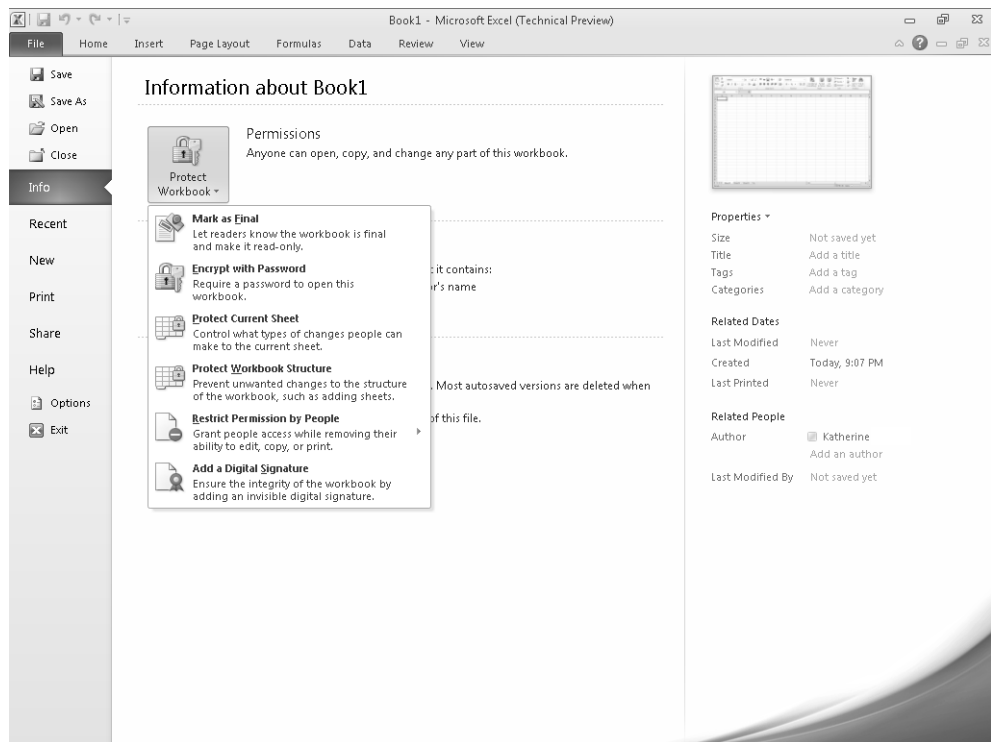 Book1 - Microsoft Excel (Technical Preview)
File Home Insert Page Layout Formulas Data Review View
Save
Save As
Open
Close
Info
Recent
New
Print
Share
Help
Options
Exit
Information about Book1
Protect
Workbook
Permissions
Anyone can open, copy, and change any part of this workbook.
Mark as Final
Let readers know the workbook is final
and make it read-only.
Encrypt with Password
Require a password to open this
workbook.
Protect Current Sheet
Control what types of changes people can
make to the current sheet.
Protect Workbook Structure
Prevent unwanted changes to the structure
of the workbook, such as adding sheets.
Restrict Permission by People
Grant people access while removing their
ability to edit, copy, or print.
Add a Digital Signature
Ensure the integrity of the workbook by
adding an invisible digital signature.
it contains:
r's name
. Most autosaved versions are deleted when
of this file.
Properties
Size Not saved yet
Title Add a title
Tags Add a tag
Categories Add a category
Related Dates
Last Modified Never
Created Today, 9:07 PM
Last Printed Never
Related People
Author Katherine
Add an author
Last Modified By Not saved yet